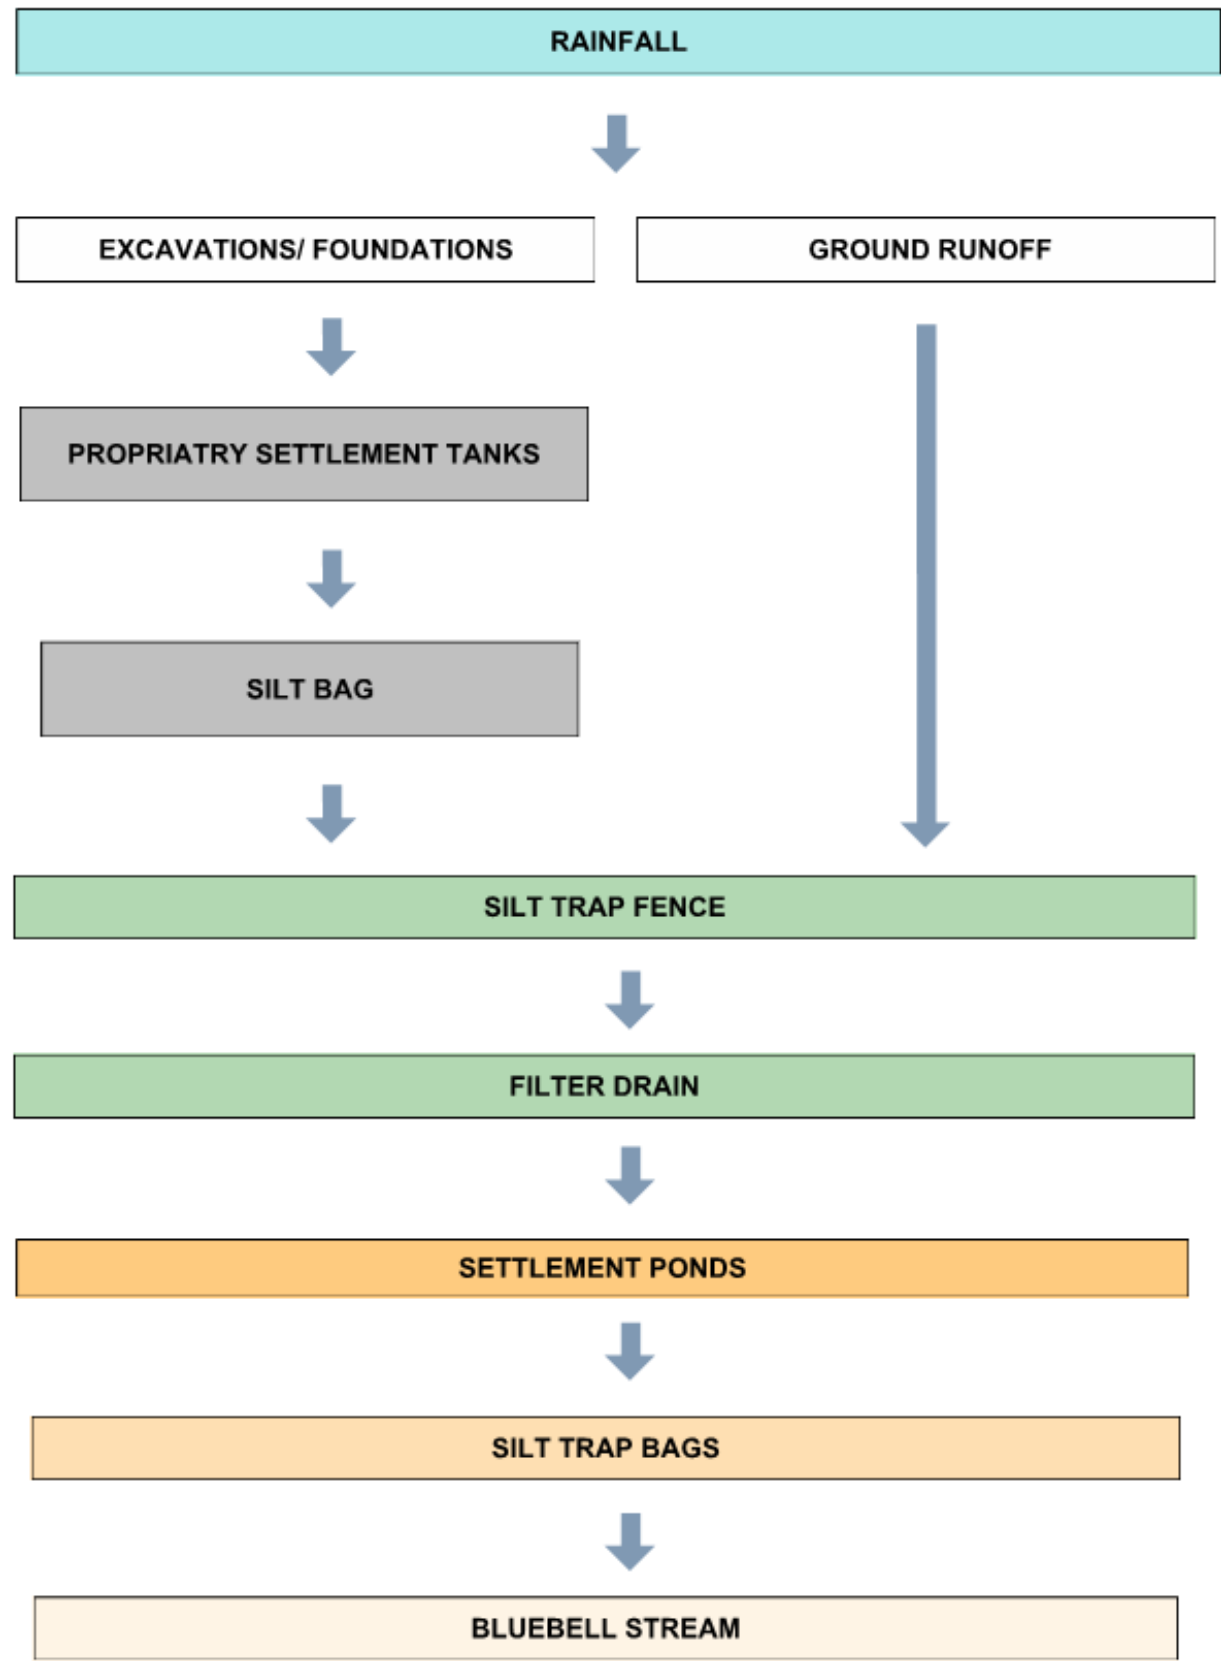 RAINFALL
EXCAVATIONS/ FOUNDATIONS
GROUND RUNOFF
PROPRIATRY SETTLEMENT TANKS
SILT BAG
SILT TRAP FENCE
FILTER DRAIN
SETTLEMENT PONDS
SILT TRAP BAGS
BLUEBELL STREAM